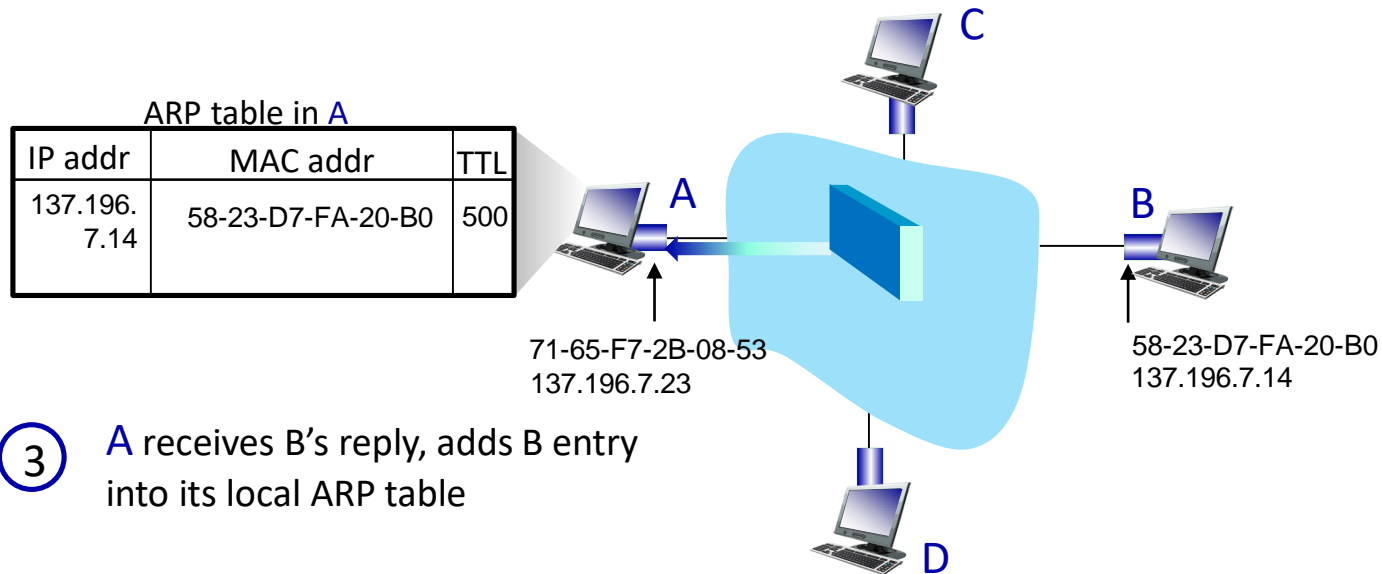 C
ARP table in A
IP addr MAC addr TTL
137.196.
7.14
58-23-D7-FA-20-B0
500
A
B
71-65-F7-2B-08-53
137.196.7.23
58-23-D7-FA-20-B0
137.196.7.14
3
A receives B's reply, adds B entry
into its local ARP table
D